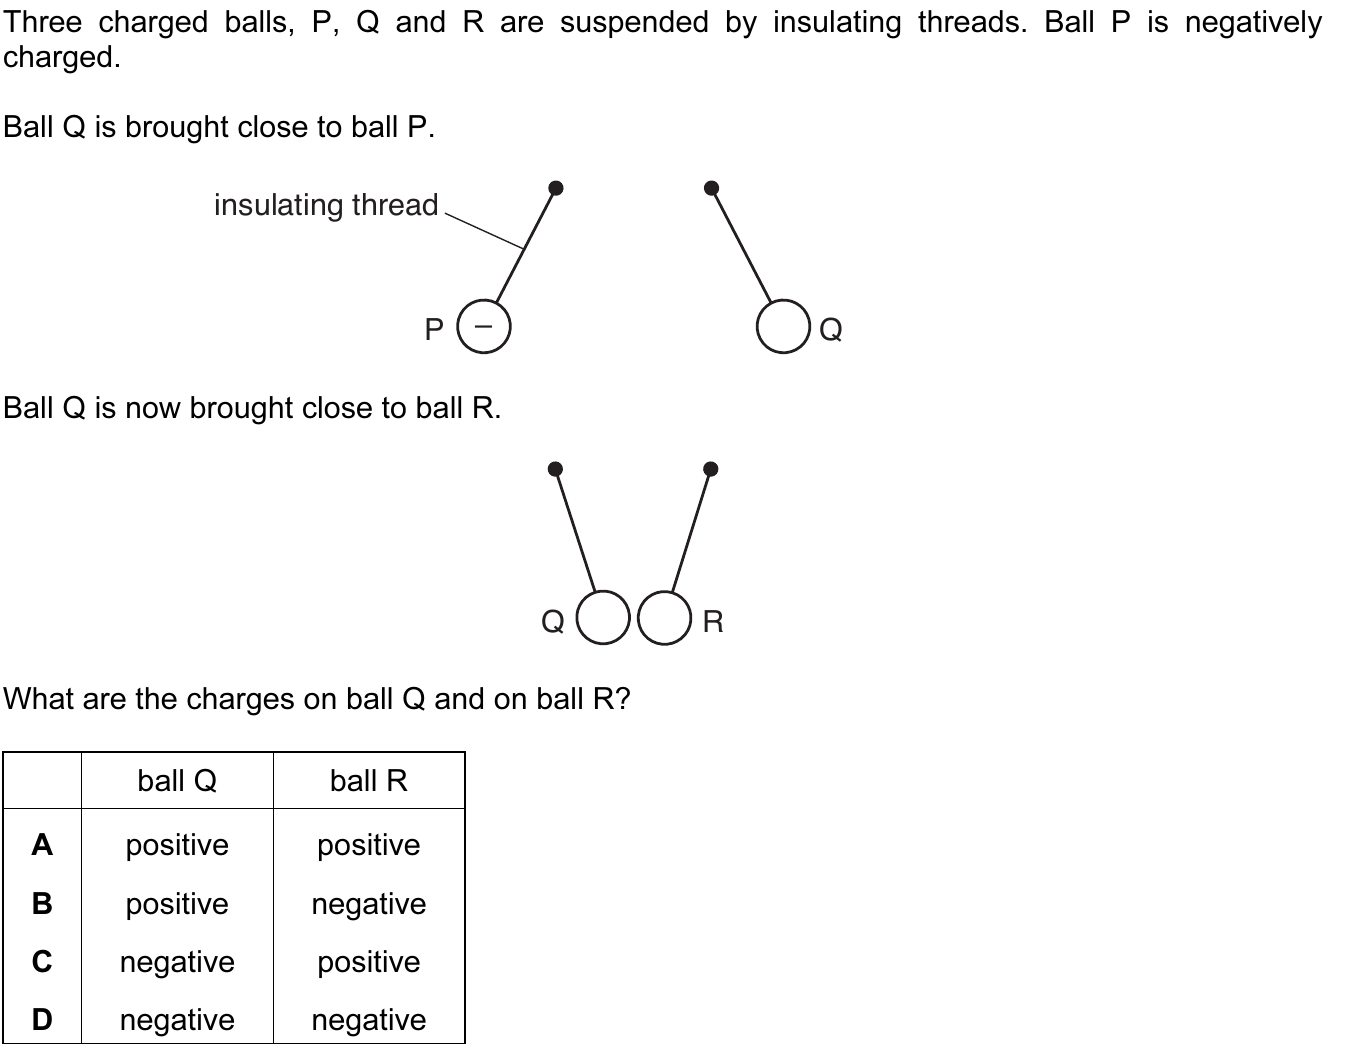 Three charged balls, P, Q and R are suspended by insulating threads. Ball P is negatively
charged.
Ball Q is brought close to ball P.
insulating thread
P − Q
Ball Q is now brought close to ball R.
Q R
What are the charges on ball Q and on ball R?
ball Q ball R
A positive positive
B positive negative
C negative positive
D negative negative